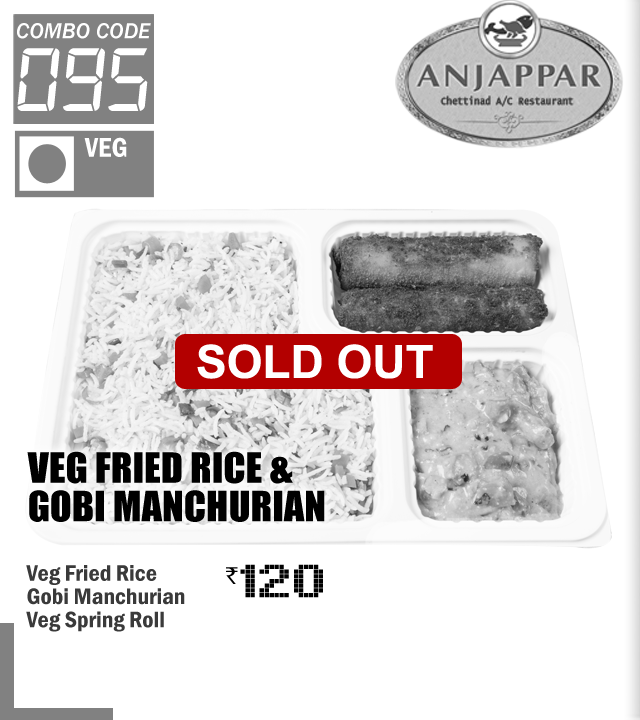 COMBO CODE
095
VEG
ANJAPPAR
Chettinad A/C Restaurant
SOLD OUT
VEG FRIED RICE &
GOBI MANCHURIAN
Veg Fried Rice
Gobi Manchurian
Veg Spring Roll
₹120